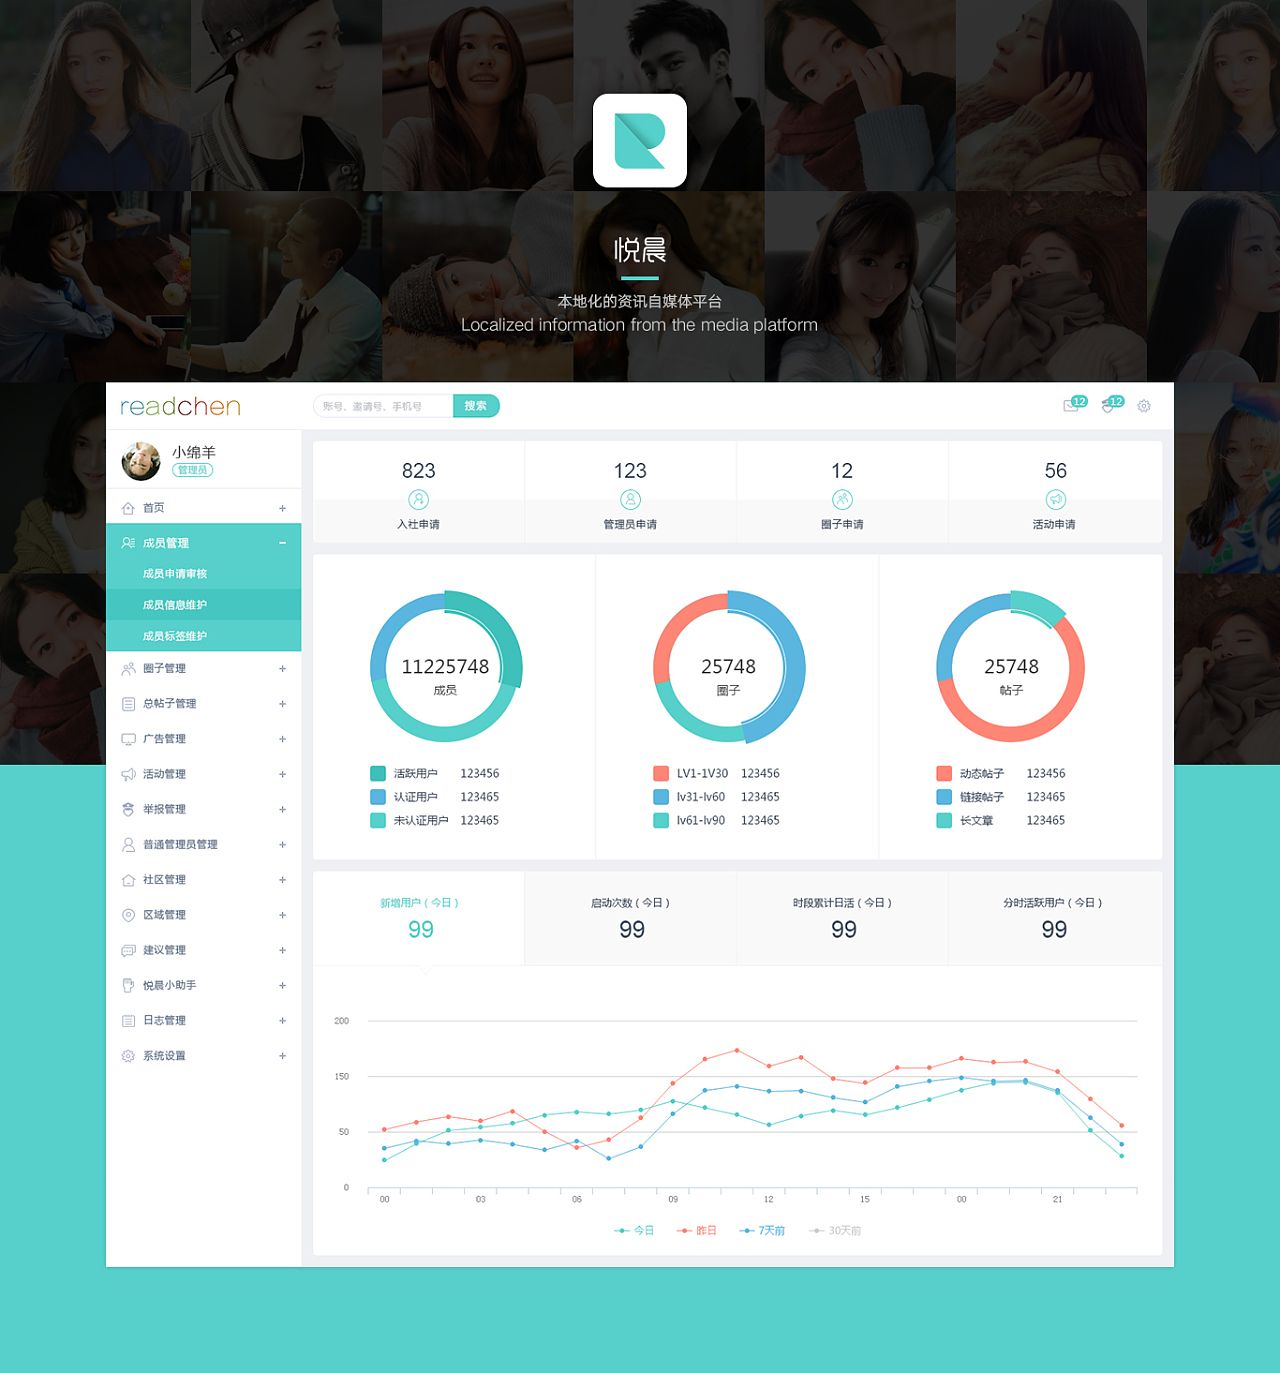 悦晨
本地化的资讯自媒体平台
Localized information from the media platform
readchen
账号、邀请号、手机号
搜索
12
12
小绵羊
管理员
首页
成员管理
成员申请审核
成员信息维护
成员标签维护
圈子管理
总帖子管理
广告管理
活动管理
举报管理
普通管理员管理
社区管理
区域管理
建议管理
悦晨小助手
日志管理
系统设置
823
入社申请
123
管理员申请
12
圈子申请
56
活动申请
11225748
成员
活跃用户 123456
认证用户 123465
未认证用户 123465
25748
圈子
LV1-1V30 123456
lv31-lv60 123465
lv61-lv90 123465
25748
帖子
动态帖子 123456
链接帖子 123465
长文章 123465
新增用户（今日）
99
启动次数（今日）
99
时段累计日活（今日）
99
分时活跃用户（今日）
99
200
150
50
0
00 03 06 09 12 15 00 21
今日 昨日 7天前 30天前